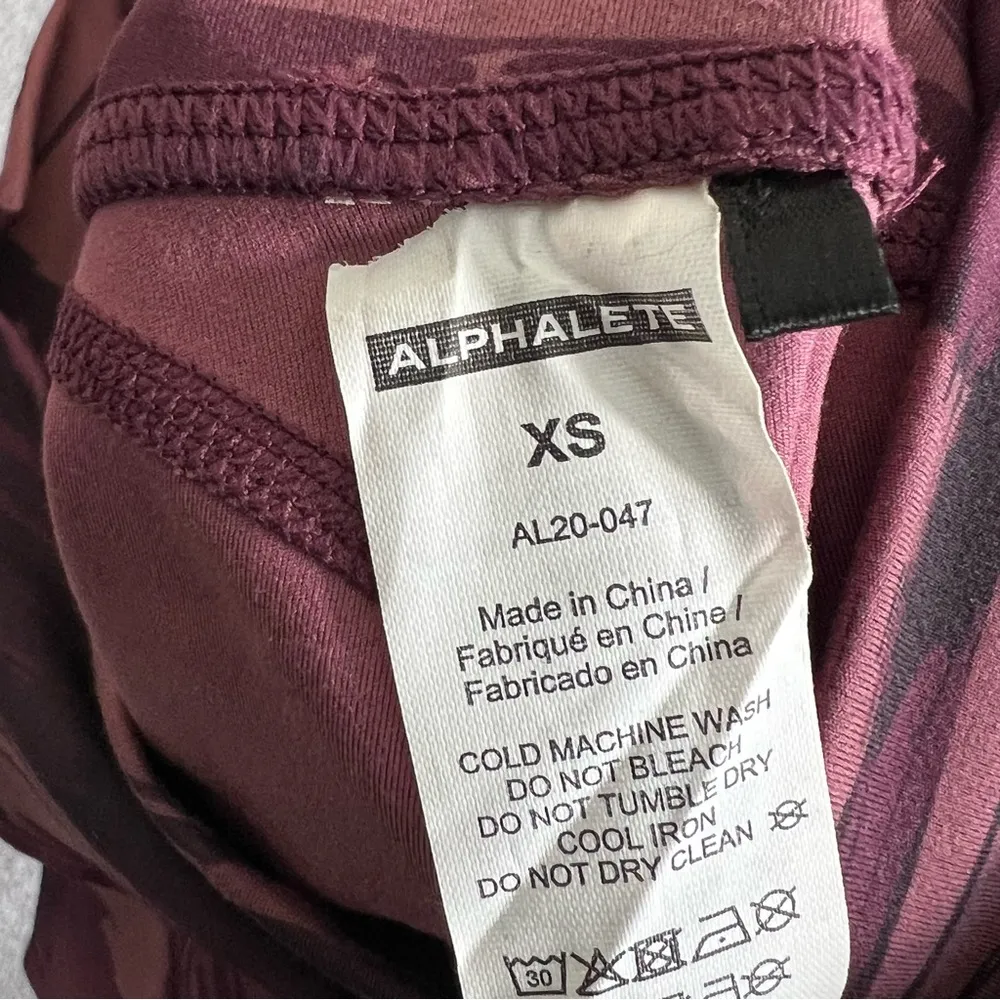 ALPHALETE
XS
AL20-047
Made in China /
Fabriqué en Chine /
Fabricado en China
COLD MACHINE WASH
DO NOT BLEACH
DO NOT TUMBLE DRY
COOL IRON
DO NOT DRY CLEAN
30